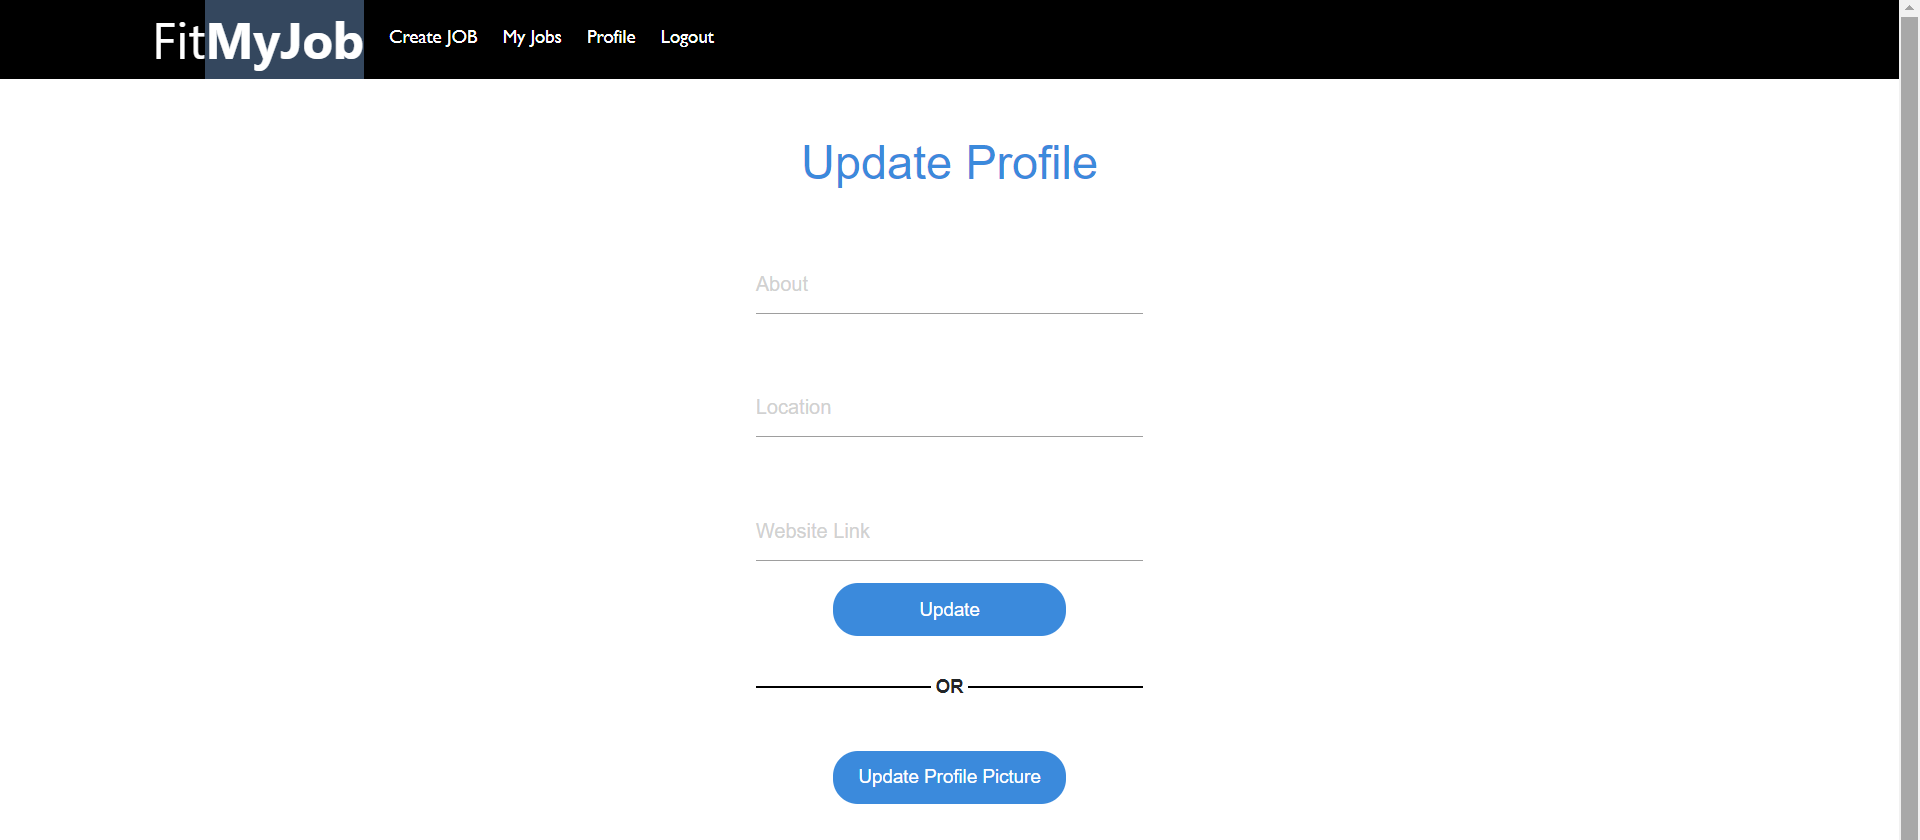 FitMyJob Create JOB My Jobs Profile Logout
Update Profile
About
Location
Website Link
Update
OR
Update Profile Picture